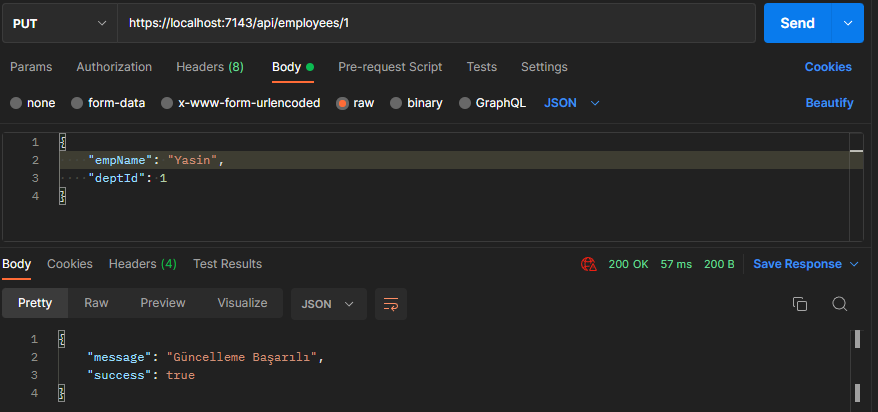 PUT https://localhost:7143/api/employees/1 Send
Params Authorization Headers (8) Body Pre-request Script Tests Settings Cookies
none form-data x-www-form-urlencoded raw binary GraphQL JSON Beautify
1 {
2 "empName": "Yasin",
3 "deptId": 1
4 }
Body Cookies Headers (4) Test Results 200 OK 57 ms 200 B Save Response
Pretty Raw Preview Visualize JSON
1 {
2 "message": "Güncelleme Başarılı",
3 "success": true
4 }